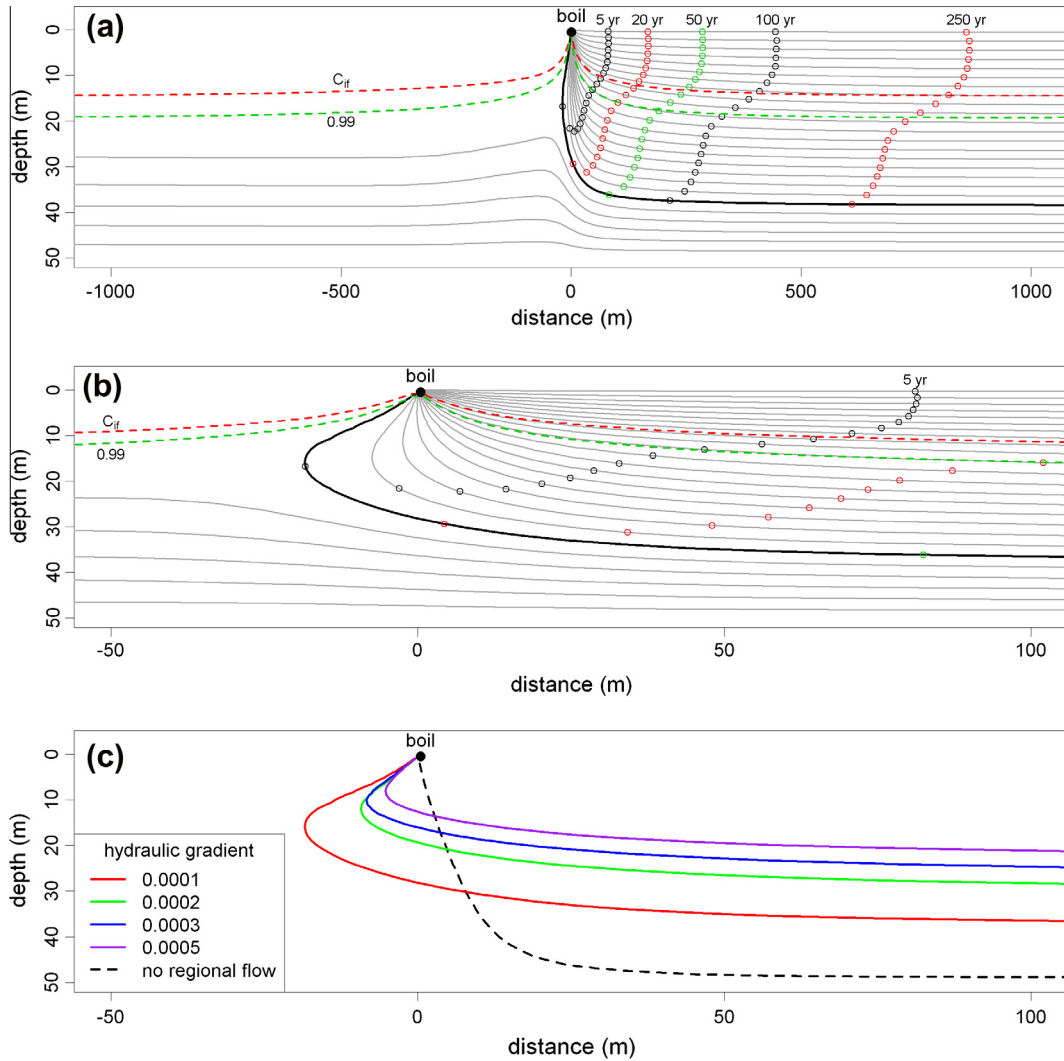 (a)
boil
5 yr
20 yr
50 yr
100 yr
250 yr
C_if
0.99
0
10
20
30
40
50
depth (m)
-1000
-500
0
500
1000
distance (m)
(b)
boil
5 yr
C_if
0.99
0
10
20
30
40
50
depth (m)
-50
0
50
100
distance (m)
(c)
boil
0
10
20
30
40
50
depth (m)
hydraulic gradient
0.0001
0.0002
0.0003
0.0005
no regional flow
-50
0
50
100
distance (m)